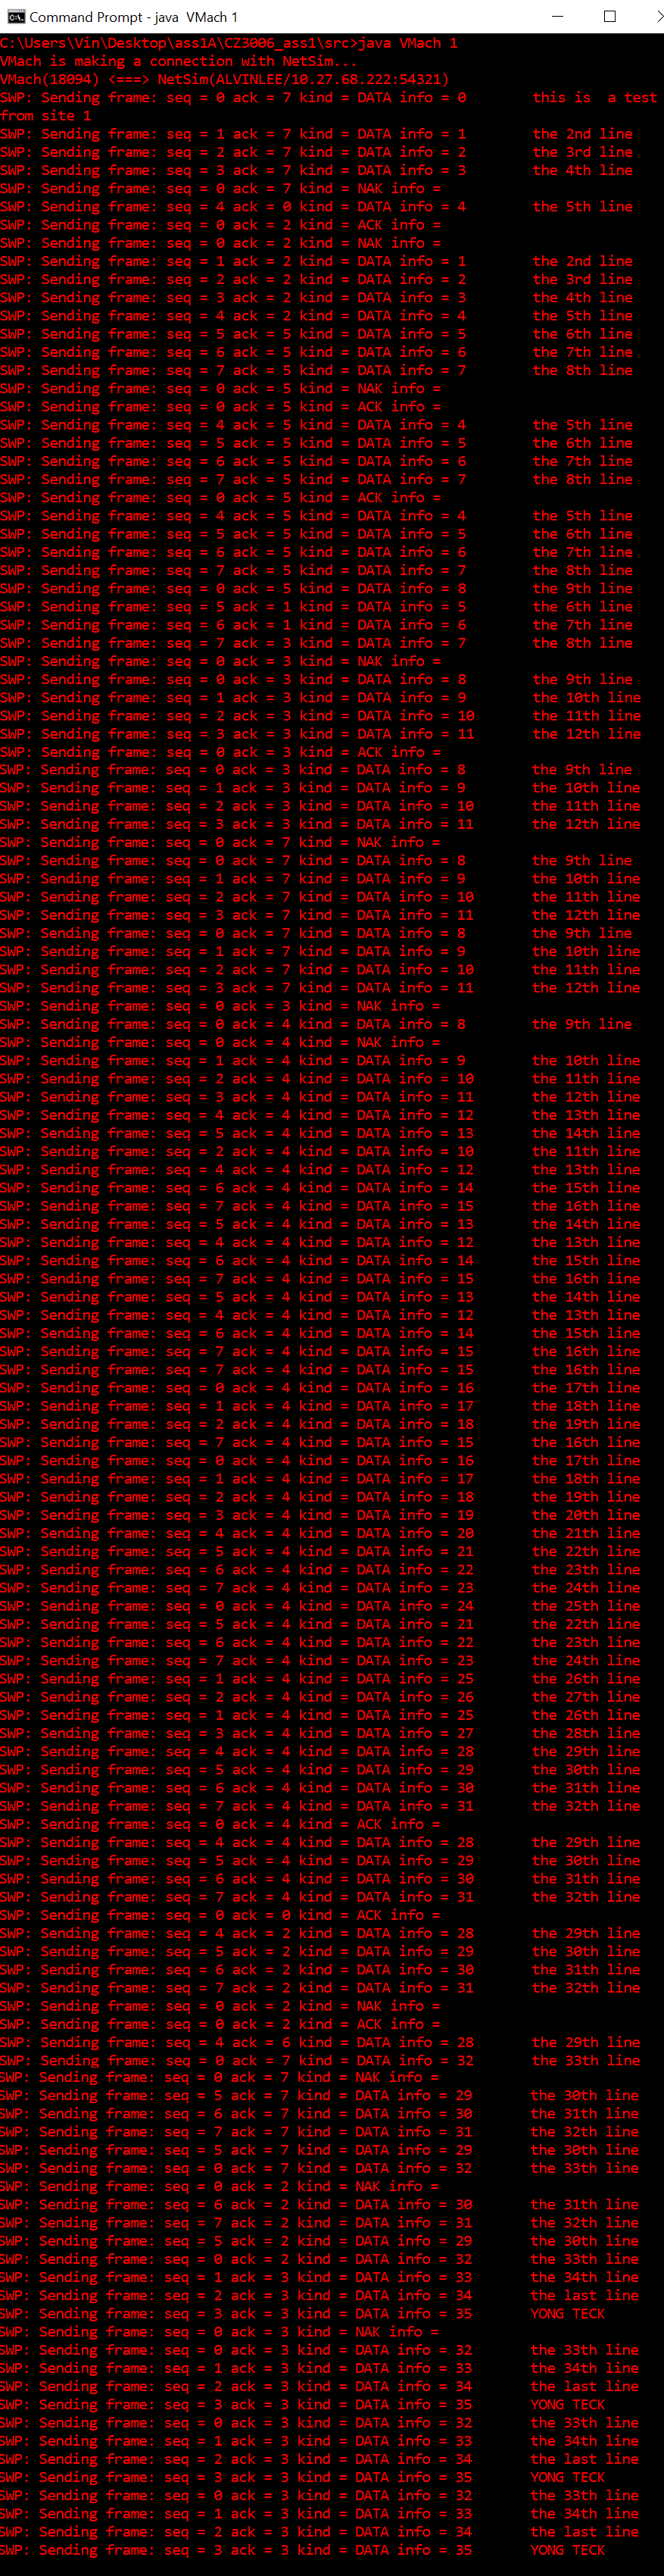 Command Prompt - java VMach 1
C:\Users\Vin\Desktop\ass1A\CZ3006_ass1\src>java VMach 1
VMach is making a connection with NetSim...
VMach(18094) <===> NetSim(ALVINLEE/10.27.68.222:54321)
SWP: Sending frame: seq = 0 ack = 7 kind = DATA info = 0 this is a test
from site 1
SWP: Sending frame: seq = 1 ack = 7 kind = DATA info = 1 the 2nd line
SWP: Sending frame: seq = 2 ack = 7 kind = DATA info = 2 the 3rd line
SWP: Sending frame: seq = 3 ack = 7 kind = DATA info = 3 the 4th line
SWP: Sending frame: seq = 0 ack = 7 kind = NAK info =
SWP: Sending frame: seq = 4 ack = 0 kind = DATA info = 4 the 5th line
SWP: Sending frame: seq = 0 ack = 2 kind = ACK info =
SWP: Sending frame: seq = 0 ack = 2 kind = NAK info =
SWP: Sending frame: seq = 1 ack = 2 kind = DATA info = 1 the 2nd line
SWP: Sending frame: seq = 2 ack = 2 kind = DATA info = 2 the 3rd line
SWP: Sending frame: seq = 3 ack = 2 kind = DATA info = 3 the 4th line
SWP: Sending frame: seq = 4 ack = 2 kind = DATA info = 4 the 5th line
SWP: Sending frame: seq = 5 ack = 5 kind = DATA info = 5 the 6th line
SWP: Sending frame: seq = 6 ack = 5 kind = DATA info = 6 the 7th line
SWP: Sending frame: seq = 7 ack = 5 kind = DATA info = 7 the 8th line
SWP: Sending frame: seq = 0 ack = 5 kind = NAK info =
SWP: Sending frame: seq = 0 ack = 5 kind = ACK info =
SWP: Sending frame: seq = 4 ack = 5 kind = DATA info = 4 the 5th line
SWP: Sending frame: seq = 5 ack = 5 kind = DATA info = 5 the 6th line
SWP: Sending frame: seq = 6 ack = 5 kind = DATA info = 6 the 7th line
SWP: Sending frame: seq = 7 ack = 5 kind = DATA info = 7 the 8th line
SWP: Sending frame: seq = 0 ack = 5 kind = ACK info =
SWP: Sending frame: seq = 4 ack = 5 kind = DATA info = 4 the 5th line
SWP: Sending frame: seq = 5 ack = 5 kind = DATA info = 5 the 6th line
SWP: Sending frame: seq = 6 ack = 5 kind = DATA info = 6 the 7th line
SWP: Sending frame: seq = 7 ack = 5 kind = DATA info = 7 the 8th line
SWP: Sending frame: seq = 0 ack = 5 kind = DATA info = 8 the 9th line
SWP: Sending frame: seq = 5 ack = 1 kind = DATA info = 5 the 6th line
SWP: Sending frame: seq = 6 ack = 1 kind = DATA info = 6 the 7th line
SWP: Sending frame: seq = 7 ack = 3 kind = DATA info = 7 the 8th line
SWP: Sending frame: seq = 0 ack = 3 kind = NAK info =
SWP: Sending frame: seq = 0 ack = 3 kind = DATA info = 8 the 9th line
SWP: Sending frame: seq = 1 ack = 3 kind = DATA info = 9 the 10th line
SWP: Sending frame: seq = 2 ack = 3 kind = DATA info = 10 the 11th line
SWP: Sending frame: seq = 3 ack = 3 kind = DATA info = 11 the 12th line
SWP: Sending frame: seq = 0 ack = 3 kind = ACK info =
SWP: Sending frame: seq = 0 ack = 3 kind = DATA info = 8 the 9th line
SWP: Sending frame: seq = 1 ack = 3 kind = DATA info = 9 the 10th line
SWP: Sending frame: seq = 2 ack = 3 kind = DATA info = 10 the 11th line
SWP: Sending frame: seq = 3 ack = 3 kind = DATA info = 11 the 12th line
SWP: Sending frame: seq = 0 ack = 7 kind = NAK info =
SWP: Sending frame: seq = 0 ack = 7 kind = DATA info = 8 the 9th line
SWP: Sending frame: seq = 1 ack = 7 kind = DATA info = 9 the 10th line
SWP: Sending frame: seq = 2 ack = 7 kind = DATA info = 10 the 11th line
SWP: Sending frame: seq = 3 ack = 7 kind = DATA info = 11 the 12th line
SWP: Sending frame: seq = 0 ack = 7 kind = DATA info = 8 the 9th line
SWP: Sending frame: seq = 1 ack = 7 kind = DATA info = 9 the 10th line
SWP: Sending frame: seq = 2 ack = 7 kind = DATA info = 10 the 11th line
SWP: Sending frame: seq = 3 ack = 7 kind = DATA info = 11 the 12th line
SWP: Sending frame: seq = 0 ack = 3 kind = NAK info =
SWP: Sending frame: seq = 0 ack = 4 kind = DATA info = 8 the 9th line
SWP: Sending frame: seq = 0 ack = 4 kind = NAK info =
SWP: Sending frame: seq = 1 ack = 4 kind = DATA info = 9 the 10th line
SWP: Sending frame: seq = 2 ack = 4 kind = DATA info = 10 the 11th line
SWP: Sending frame: seq = 3 ack = 4 kind = DATA info = 11 the 12th line
SWP: Sending frame: seq = 4 ack = 4 kind = DATA info = 12 the 13th line
SWP: Sending frame: seq = 5 ack = 4 kind = DATA info = 13 the 14th line
SWP: Sending frame: seq = 2 ack = 4 kind = DATA info = 10 the 11th line
SWP: Sending frame: seq = 4 ack = 4 kind = DATA info = 12 the 13th line
SWP: Sending frame: seq = 6 ack = 4 kind = DATA info = 14 the 15th line
SWP: Sending frame: seq = 7 ack = 4 kind = DATA info = 15 the 16th line
SWP: Sending frame: seq = 5 ack = 4 kind = DATA info = 13 the 14th line
SWP: Sending frame: seq = 4 ack = 4 kind = DATA info = 12 the 13th line
SWP: Sending frame: seq = 6 ack = 4 kind = DATA info = 14 the 15th line
SWP: Sending frame: seq = 7 ack = 4 kind = DATA info = 15 the 16th line
SWP: Sending frame: seq = 5 ack = 4 kind = DATA info = 13 the 14th line
SWP: Sending frame: seq = 4 ack = 4 kind = DATA info = 12 the 13th line
SWP: Sending frame: seq = 6 ack = 4 kind = DATA info = 14 the 15th line
SWP: Sending frame: seq = 7 ack = 4 kind = DATA info = 15 the 16th line
SWP: Sending frame: seq = 7 ack = 4 kind = DATA info = 15 the 16th line
SWP: Sending frame: seq = 0 ack = 4 kind = DATA info = 16 the 17th line
SWP: Sending frame: seq = 1 ack = 4 kind = DATA info = 17 the 18th line
SWP: Sending frame: seq = 2 ack = 4 kind = DATA info = 18 the 19th line
SWP: Sending frame: seq = 7 ack = 4 kind = DATA info = 15 the 16th line
SWP: Sending frame: seq = 0 ack = 4 kind = DATA info = 16 the 17th line
SWP: Sending frame: seq = 1 ack = 4 kind = DATA info = 17 the 18th line
SWP: Sending frame: seq = 2 ack = 4 kind = DATA info = 18 the 19th line
SWP: Sending frame: seq = 3 ack = 4 kind = DATA info = 19 the 20th line
SWP: Sending frame: seq = 4 ack = 4 kind = DATA info = 20 the 21th line
SWP: Sending frame: seq = 5 ack = 4 kind = DATA info = 21 the 22th line
SWP: Sending frame: seq = 6 ack = 4 kind = DATA info = 22 the 23th line
SWP: Sending frame: seq = 7 ack = 4 kind = DATA info = 23 the 24th line
SWP: Sending frame: seq = 0 ack = 4 kind = DATA info = 24 the 25th line
SWP: Sending frame: seq = 5 ack = 4 kind = DATA info = 21 the 22th line
SWP: Sending frame: seq = 6 ack = 4 kind = DATA info = 22 the 23th line
SWP: Sending frame: seq = 7 ack = 4 kind = DATA info = 23 the 24th line
SWP: Sending frame: seq = 1 ack = 4 kind = DATA info = 25 the 26th line
SWP: Sending frame: seq = 2 ack = 4 kind = DATA info = 26 the 27th line
SWP: Sending frame: seq = 1 ack = 4 kind = DATA info = 25 the 26th line
SWP: Sending frame: seq = 3 ack = 4 kind = DATA info = 27 the 28th line
SWP: Sending frame: seq = 4 ack = 4 kind = DATA info = 28 the 29th line
SWP: Sending frame: seq = 5 ack = 4 kind = DATA info = 29 the 30th line
SWP: Sending frame: seq = 6 ack = 4 kind = DATA info = 30 the 31th line
SWP: Sending frame: seq = 7 ack = 4 kind = DATA info = 31 the 32th line
SWP: Sending frame: seq = 0 ack = 4 kind = ACK info =
SWP: Sending frame: seq = 4 ack = 4 kind = DATA info = 28 the 29th line
SWP: Sending frame: seq = 5 ack = 4 kind = DATA info = 29 the 30th line
SWP: Sending frame: seq = 6 ack = 4 kind = DATA info = 30 the 31th line
SWP: Sending frame: seq = 7 ack = 4 kind = DATA info = 31 the 32th line
SWP: Sending frame: seq = 0 ack = 0 kind = ACK info =
SWP: Sending frame: seq = 4 ack = 2 kind = DATA info = 28 the 29th line
SWP: Sending frame: seq = 5 ack = 2 kind = DATA info = 29 the 30th line
SWP: Sending frame: seq = 6 ack = 2 kind = DATA info = 30 the 31th line
SWP: Sending frame: seq = 7 ack = 2 kind = DATA info = 31 the 32th line
SWP: Sending frame: seq = 0 ack = 2 kind = NAK info =
SWP: Sending frame: seq = 0 ack = 2 kind = ACK info =
SWP: Sending frame: seq = 4 ack = 6 kind = DATA info = 28 the 29th line
SWP: Sending frame: seq = 0 ack = 7 kind = DATA info = 32 the 33th line
SWP: Sending frame: seq = 0 ack = 7 kind = NAK info =
SWP: Sending frame: seq = 5 ack = 7 kind = DATA info = 29 the 30th line
SWP: Sending frame: seq = 6 ack = 7 kind = DATA info = 30 the 31th line
SWP: Sending frame: seq = 7 ack = 7 kind = DATA info = 31 the 32th line
SWP: Sending frame: seq = 5 ack = 7 kind = DATA info = 29 the 30th line
SWP: Sending frame: seq = 0 ack = 7 kind = DATA info = 32 the 33th line
SWP: Sending frame: seq = 0 ack = 2 kind = NAK info =
SWP: Sending frame: seq = 6 ack = 2 kind = DATA info = 30 the 31th line
SWP: Sending frame: seq = 7 ack = 2 kind = DATA info = 31 the 32th line
SWP: Sending frame: seq = 5 ack = 2 kind = DATA info = 29 the 30th line
SWP: Sending frame: seq = 0 ack = 2 kind = DATA info = 32 the 33th line
SWP: Sending frame: seq = 1 ack = 3 kind = DATA info = 33 the 34th line
SWP: Sending frame: seq = 2 ack = 3 kind = DATA info = 34 the last line
SWP: Sending frame: seq = 3 ack = 3 kind = DATA info = 35 YONG TECK
SWP: Sending frame: seq = 0 ack = 3 kind = NAK info =
SWP: Sending frame: seq = 0 ack = 3 kind = DATA info = 32 the 33th line
SWP: Sending frame: seq = 1 ack = 3 kind = DATA info = 33 the 34th line
SWP: Sending frame: seq = 2 ack = 3 kind = DATA info = 34 the last line
SWP: Sending frame: seq = 3 ack = 3 kind = DATA info = 35 YONG TECK
SWP: Sending frame: seq = 0 ack = 3 kind = DATA info = 32 the 33th line
SWP: Sending frame: seq = 1 ack = 3 kind = DATA info = 33 the 34th line
SWP: Sending frame: seq = 2 ack = 3 kind = DATA info = 34 the last line
SWP: Sending frame: seq = 3 ack = 3 kind = DATA info = 35 YONG TECK
SWP: Sending frame: seq = 0 ack = 3 kind = DATA info = 32 the 33th line
SWP: Sending frame: seq = 1 ack = 3 kind = DATA info = 33 the 34th line
SWP: Sending frame: seq = 2 ack = 3 kind = DATA info = 34 the last line
SWP: Sending frame: seq = 3 ack = 3 kind = DATA info = 35 YONG TECK